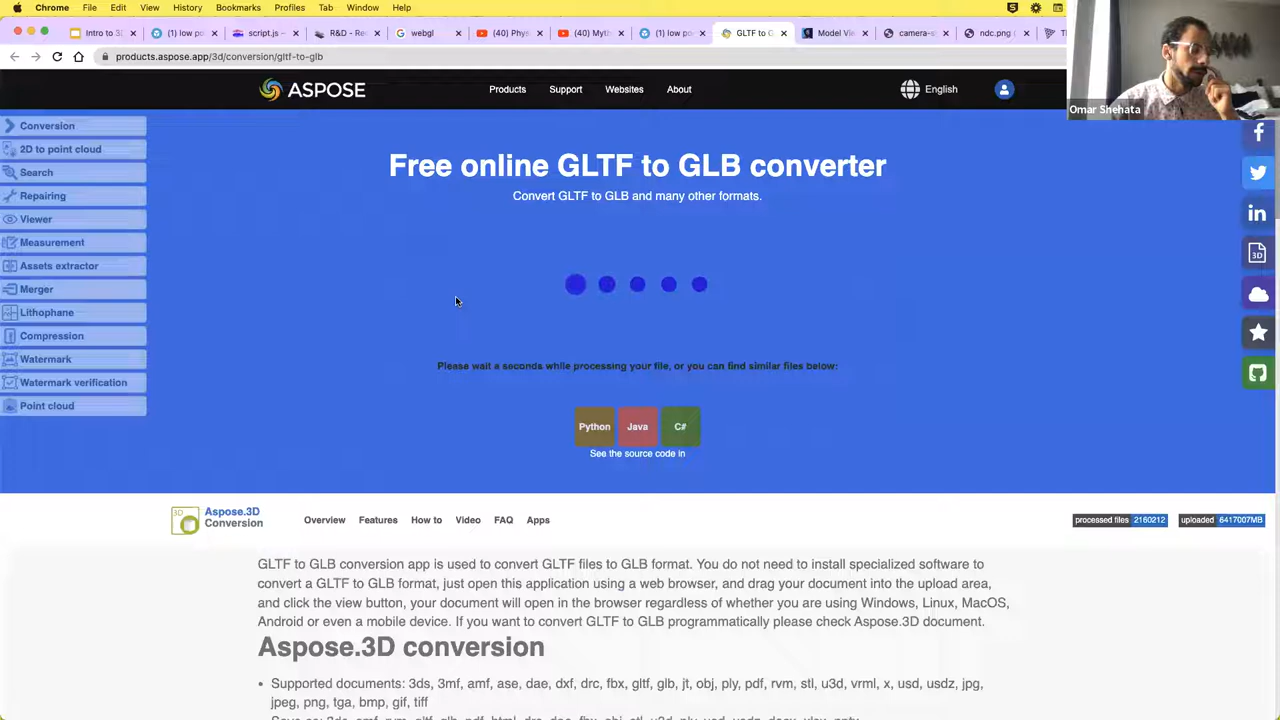 Chrome File Edit View History Bookmarks Profiles Tab Window Help
Intro to 3D (1) low po script.js – R&D - Re webgl (40) Phys (40) Myth (1) low po GLTF to G Model Vi camera-s ndc.png
products.aspose.app/3d/conversion/gltf-to-glb
Omar Shehata
ASPOSE Products Support Websites About English
Conversion
2D to point cloud
Search
Repairing
Viewer
Measurement
Assets extractor
Merger
Lithophane
Compression
Watermark
Watermark verification
Point cloud
Free online GLTF to GLB converter
Convert GLTF to GLB and many other formats.
Please wait a seconds while processing your file, or you can find similar files below:
Python Java C#
See the source code in
3D
Aspose.3D
Conversion
Overview Features How to Video FAQ Apps
processed files 2160212 uploaded 6417007MB
GLTF to GLB conversion app is used to convert GLTF files to GLB format. You do not need to install specialized software to
convert a GLTF to GLB format, just open this application using a web browser, and drag your document into the upload area,
and click the view button, your document will open in the browser regardless of whether you are using Windows, Linux, MacOS,
Android or even a mobile device. If you want to convert GLTF to GLB programmatically please check Aspose.3D document.
Aspose.3D conversion
• Supported documents: 3ds, 3mf, amf, ase, dae, dxf, drc, fbx, gltf, glb, jt, obj, ply, pdf, rvm, stl, u3d, vrml, x, usd, usdz, jpg,
jpeg, png, tga, bmp, gif, tiff